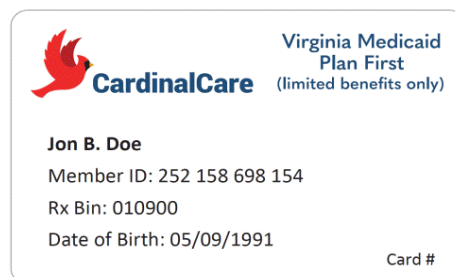 CardinalCare
Virginia Medicaid
Plan First
(limited benefits only)
Jon B. Doe
Member ID: 252 158 698 154
Rx Bin: 010900
Date of Birth: 05/09/1991
Card #